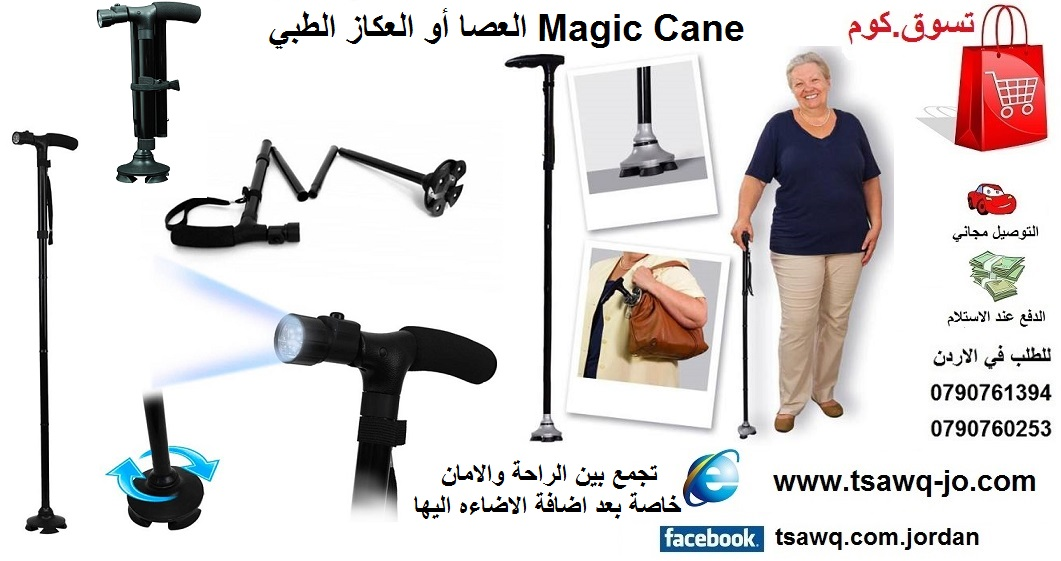 العصا أو العكاز الطبي Magic Cane
تسوق.كوم
التوصيل مجاني
الدفع عند الاستلام
للطلب في الاردن
0790761394
0790760253
تجمع بين الراحة والامان
خاصة بعد اضافة الاضاءه اليها
www.tsawq-jo.com
facebook. tsawq.com.jordan